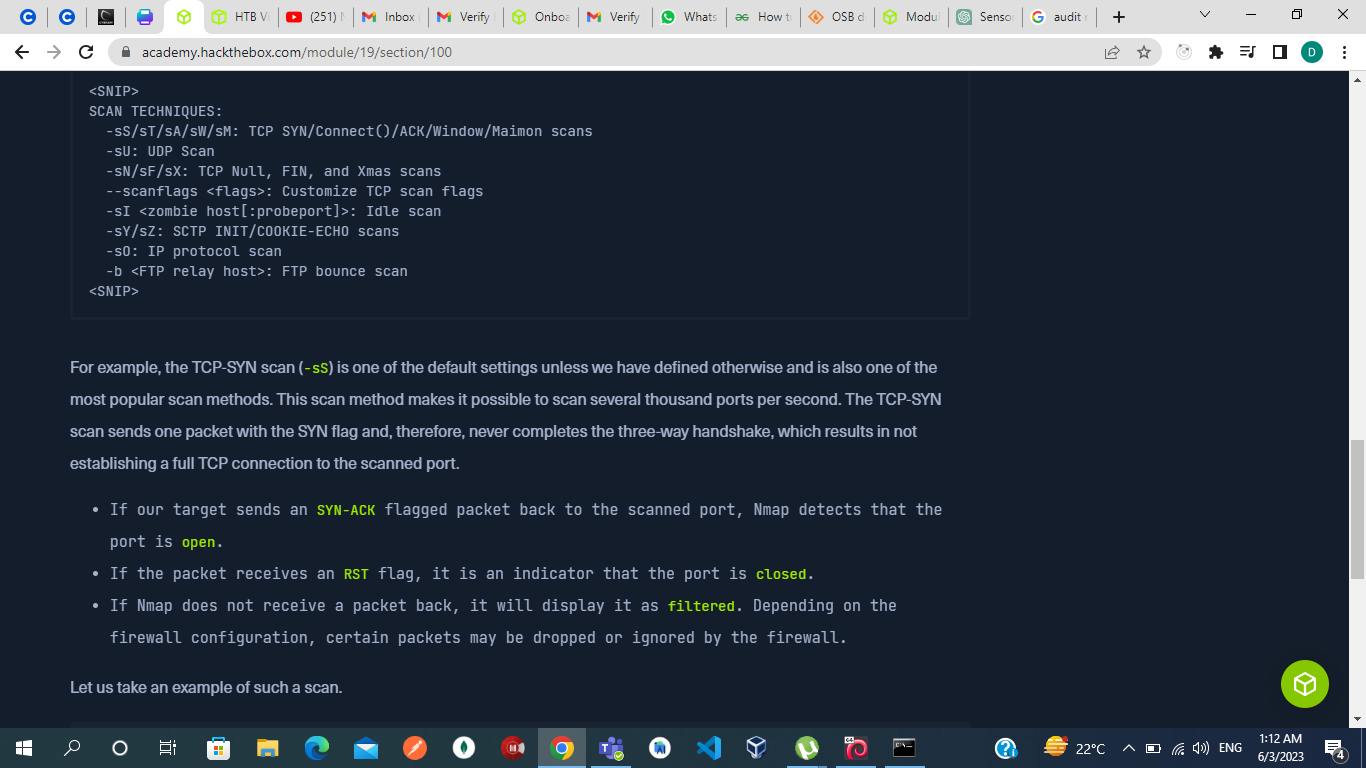 HTB Vi
(251) N
Inbox (
Verify E
Onboa
Verify
Whats
How to
OSB d
Modul
Sensor
audit r
academy.hackthebox.com/module/19/section/100
D
<SNIP>
SCAN TECHNIQUES:
-sS/sT/sA/sW/sM: TCP SYN/Connect()/ACK/Window/Maimon scans
-sU: UDP Scan
-sN/sF/sX: TCP Null, FIN, and Xmas scans
--scanflags <flags>: Customize TCP scan flags
-sI <zombie host[:probeport]>: Idle scan
-sY/sZ: SCTP INIT/COOKIE-ECHO scans
-sO: IP protocol scan
-b <FTP relay host>: FTP bounce scan
<SNIP>
For example, the TCP-SYN scan (-sS) is one of the default settings unless we have defined otherwise and is also one of the
most popular scan methods. This scan method makes it possible to scan several thousand ports per second. The TCP-SYN
scan sends one packet with the SYN flag and, therefore, never completes the three-way handshake, which results in not
establishing a full TCP connection to the scanned port.
• If our target sends an SYN-ACK flagged packet back to the scanned port, Nmap detects that the
port is open.
• If the packet receives an RST flag, it is an indicator that the port is closed.
• If Nmap does not receive a packet back, it will display it as filtered. Depending on the
firewall configuration, certain packets may be dropped or ignored by the firewall.
Let us take an example of such a scan.
22°C
ENG
1:12 AM
6/3/2023
4